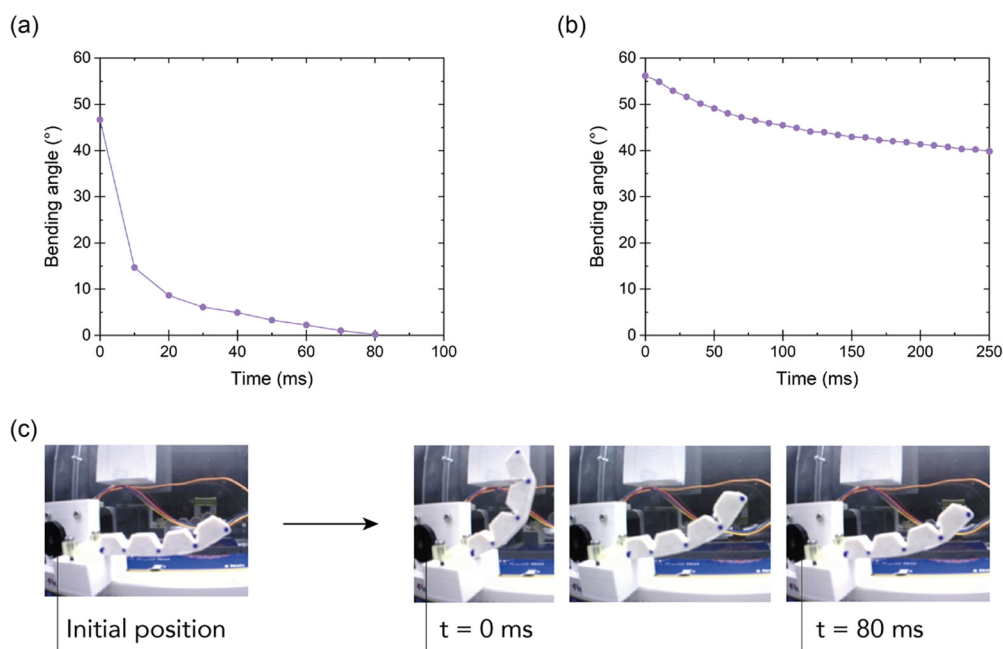 (a)
60
50
40
30
20
10
0
Bending angle (°)
0 20 40 60 80 100
Time (ms)
(b)
60
50
40
30
20
10
0
Bending angle (°)
0 50 100 150 200 250
Time (ms)
(c)
Initial position
t = 0 ms
t = 80 ms